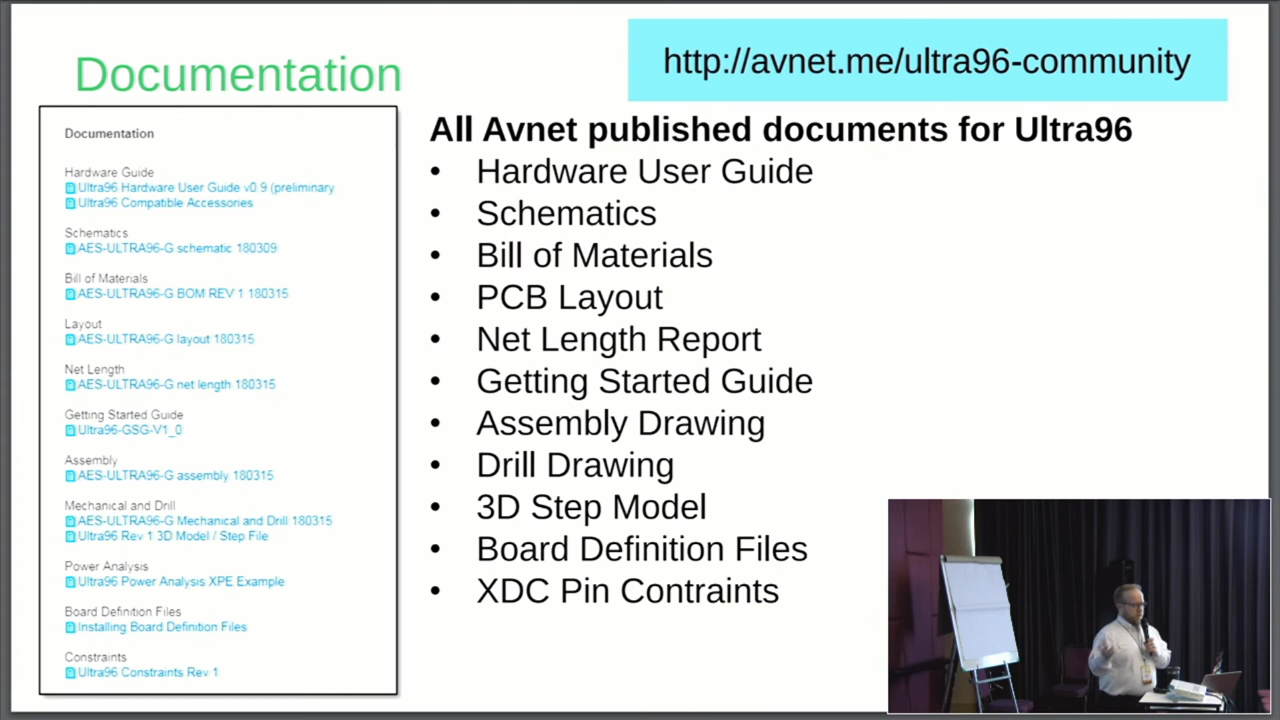 Documentation
http://avnet.me/ultra96-community
Documentation
Hardware Guide
Ultra96 Hardware User Guide v0.9 (preliminary
Ultra96 Compatible Accessories
Schematics
AES-ULTRA96-G schematic 180309
Bill of Materials
AES-ULTRA96-G BOM REV 1 180315
Layout
AES-ULTRA96-G layout 180315
Net Length
AES-ULTRA96-G net length 180315
Getting Started Guide
Ultra96-GSG-V1_0
Assembly
AES-ULTRA96-G assembly 180315
Mechanical and Drill
AES-ULTRA96-G Mechanical and Drill 180315
Ultra96 Rev 1 3D Model / Step File
Power Analysis
Ultra96 Power Analysis XPE Example
Board Definition Files
Installing Board Definition Files
Constraints
Ultra96 Constraints Rev 1
All Avnet published documents for Ultra96
• Hardware User Guide
• Schematics
• Bill of Materials
• PCB Layout
• Net Length Report
• Getting Started Guide
• Assembly Drawing
• Drill Drawing
• 3D Step Model
• Board Definition Files
• XDC Pin Contraints